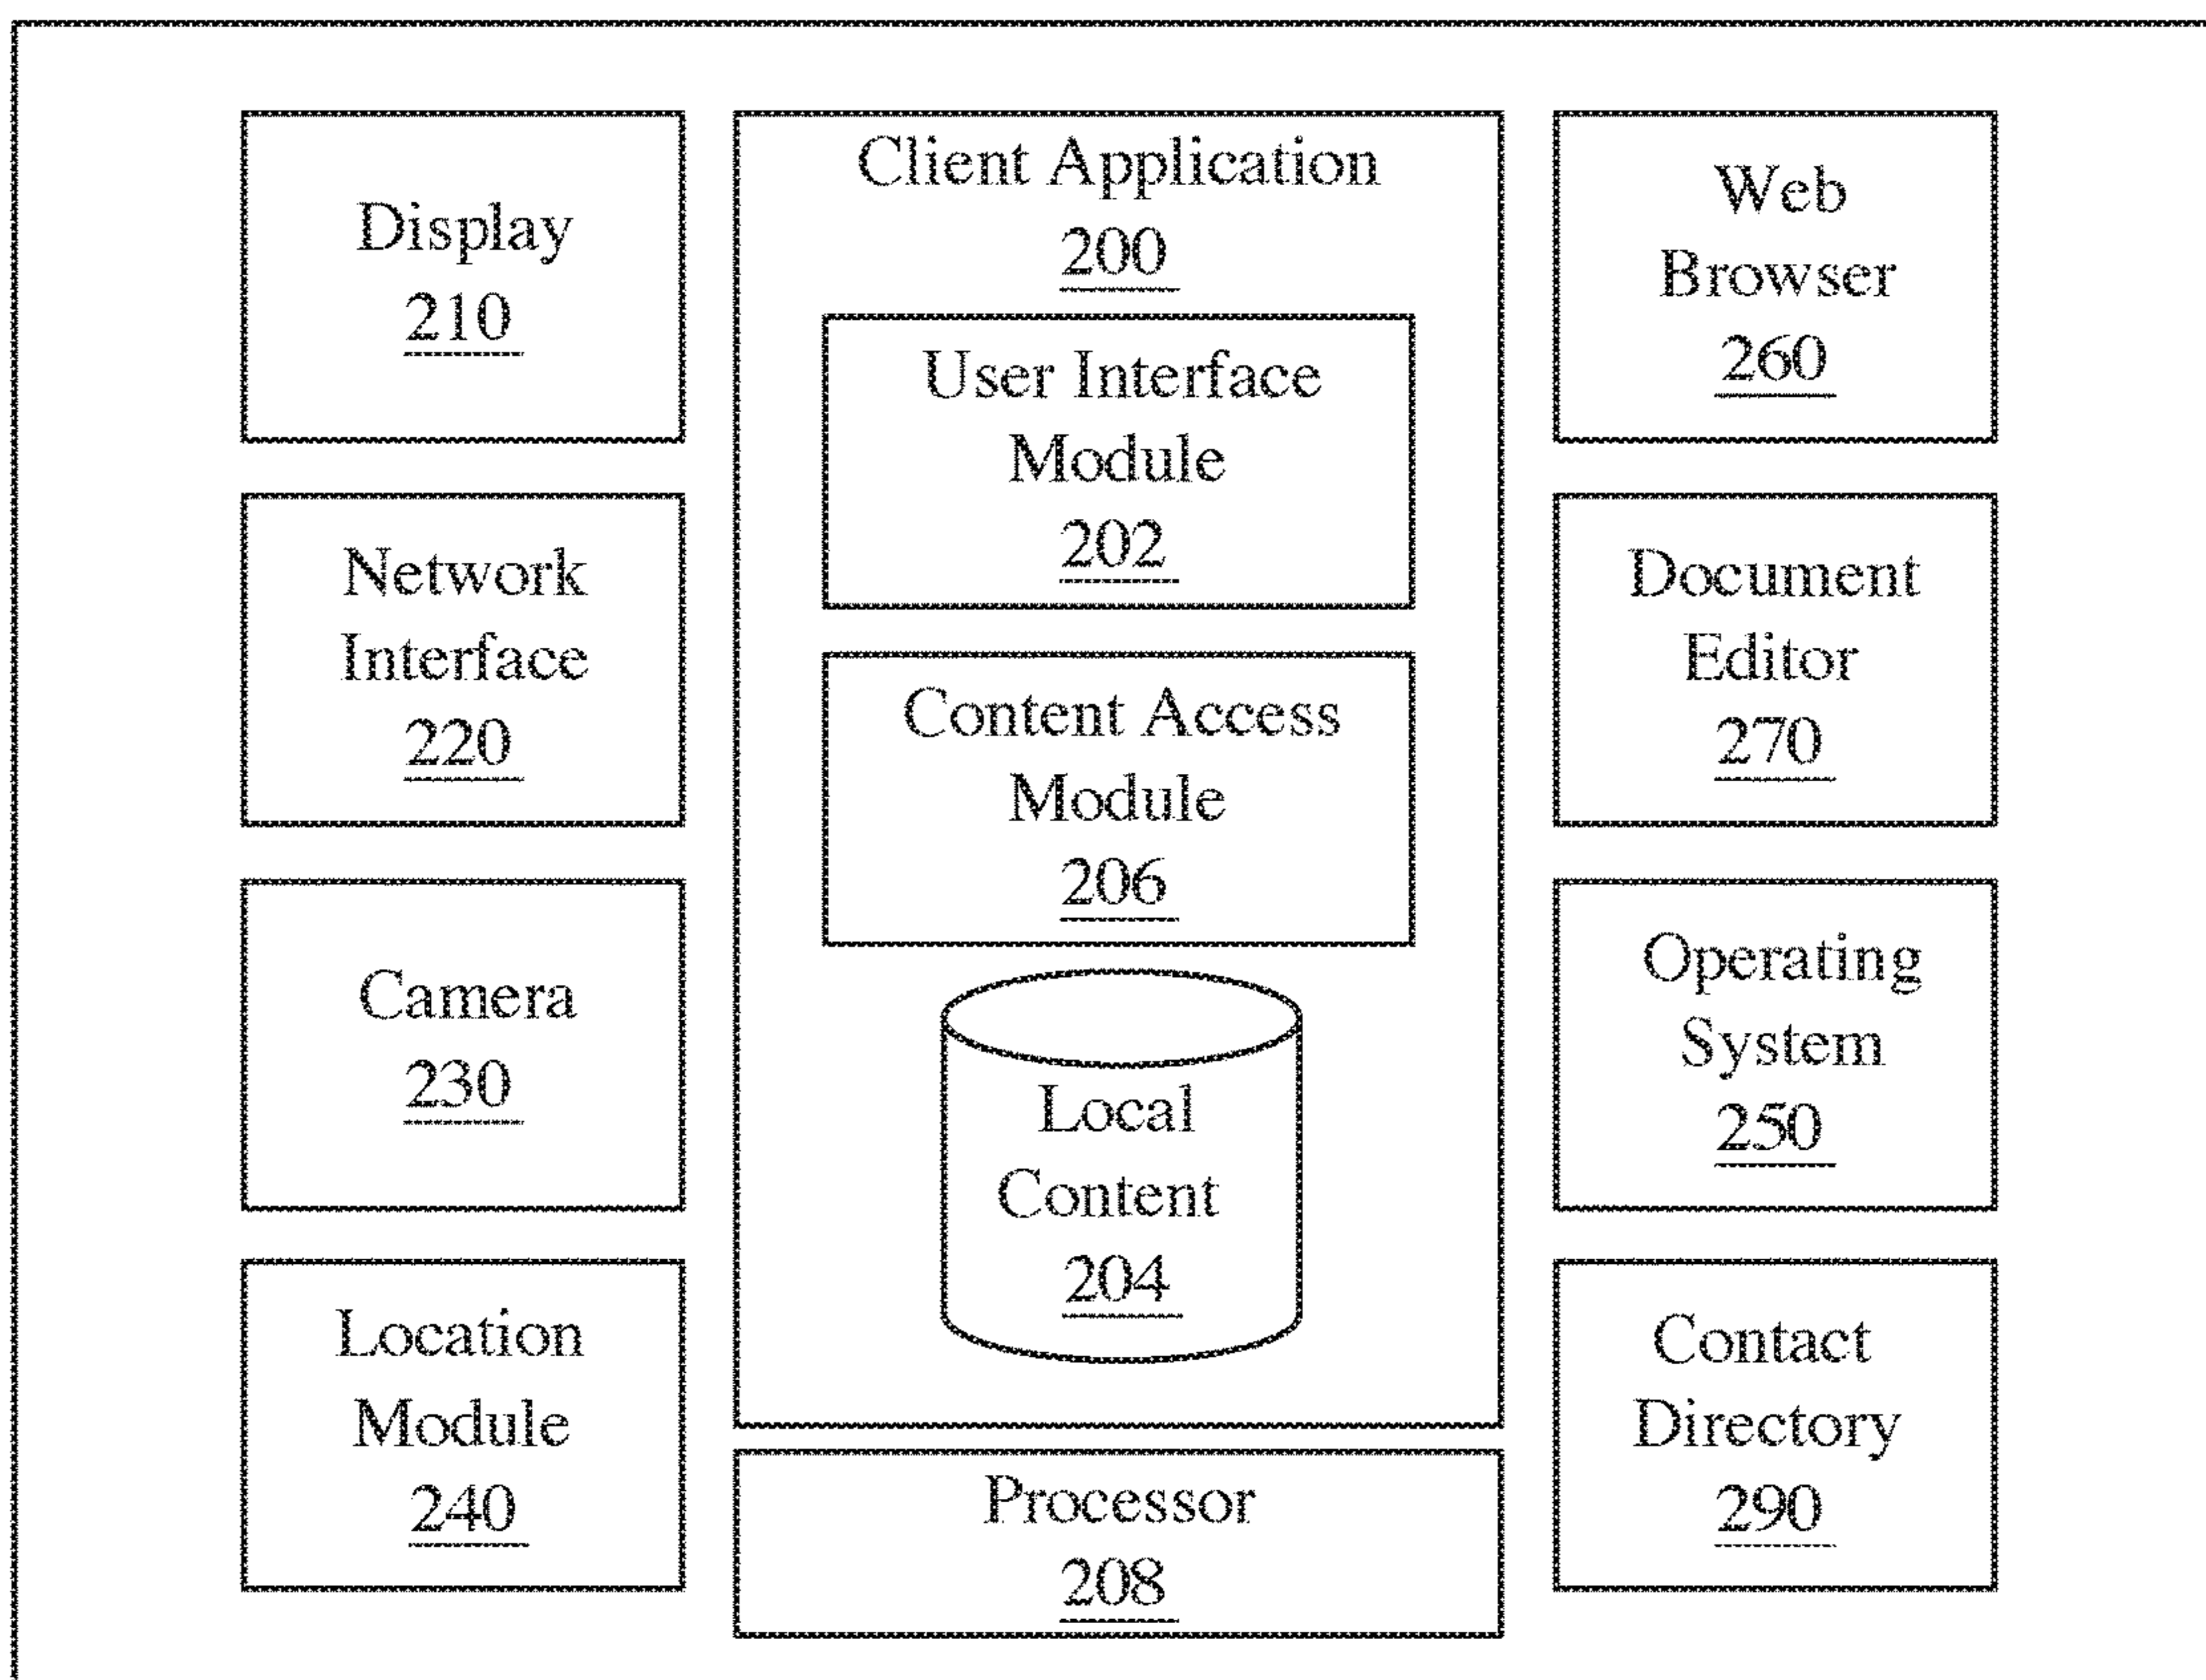 Display
210
Network
Interface
220
Camera
230
Location
Module
240
Client Application
200
User Interface
Module
202
Content Access
Module
206
Local
Content
204
Processor
208
Web
Browser
260
Document
Editor
270
Operating
System
250
Contact
Directory
290